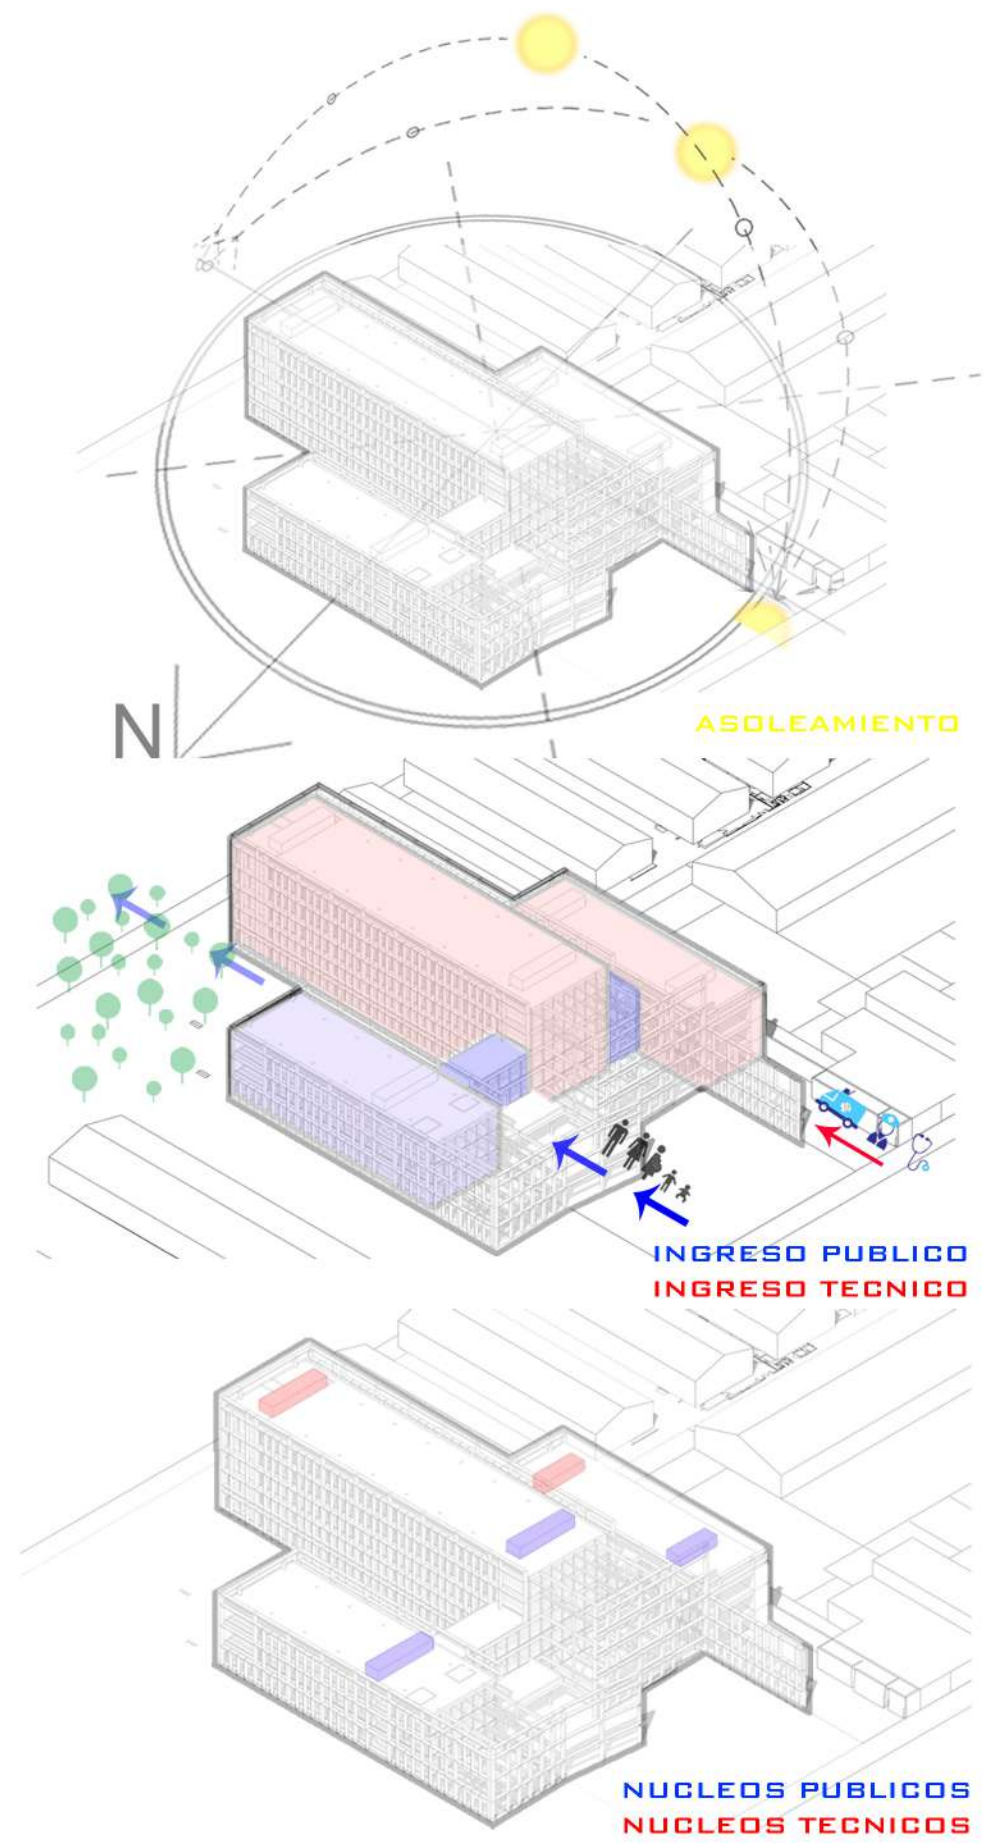 N
ASOLEAMIENTO
INGRESO PUBLICO
INGRESO TECNICO
NUCLEOS PUBLICOS
NUCLEOS TECNICOS